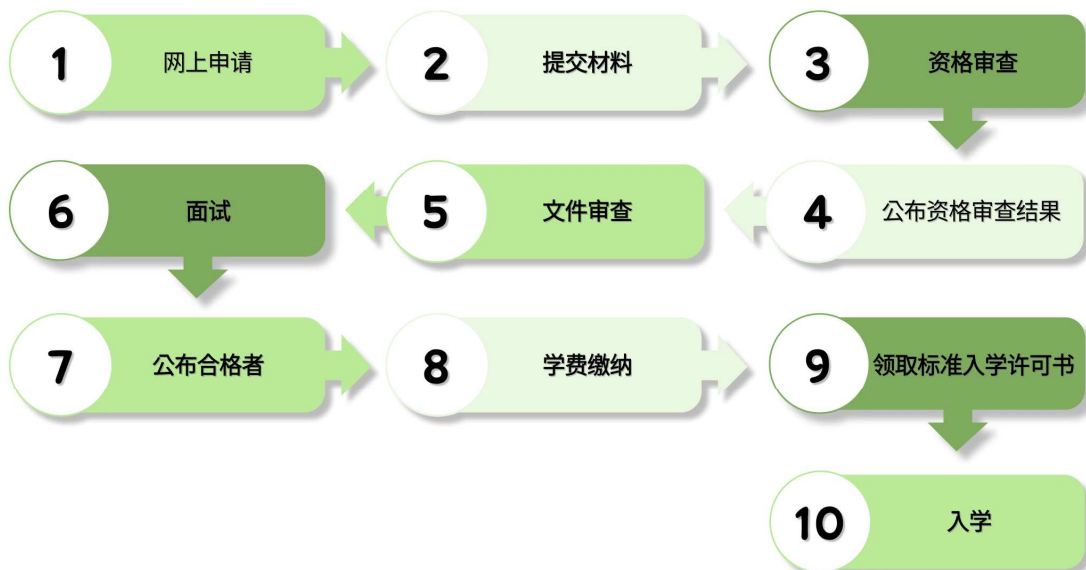 1 网上申请
2 提交材料
3 资格审查
4 公布资格审查结果
5 文件审查
6 面试
7 公布合格者
8 学费缴纳
9 领取标准入学许可书
10 入学